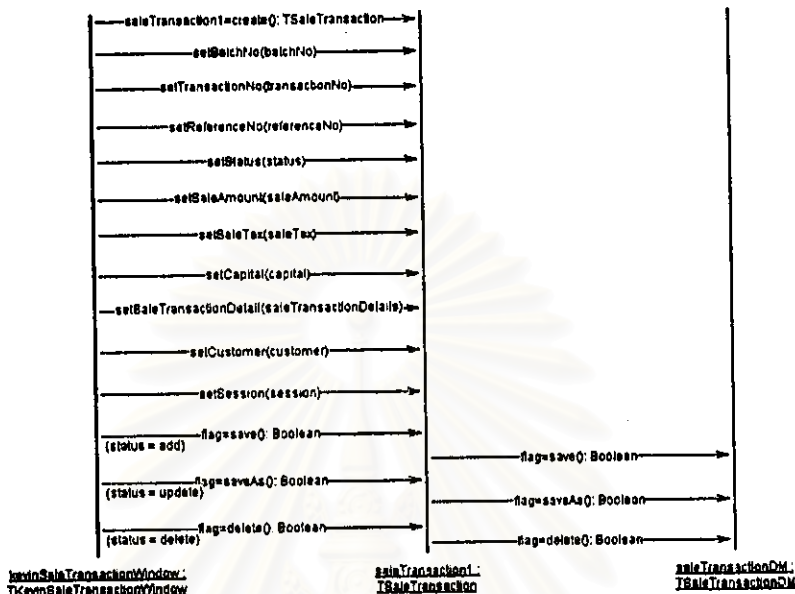 saleTransaction1=create(): TSaleTransaction
setBatchNo(batchNo)
setTransactionNo(transactionNo)
setReferenceNo(referenceNo)
setStatus(status)
setSaleAmount(saleAmount)
setSaleTax(saleTax)
setCapital(capital)
setSaleTransactionDetail(saleTransactionDetails)
setCustomer(customer)
setSession(session)
flag=save(): Boolean
(status = add)
flag=save(): Boolean
flag=saveAs(): Boolean
(status = update)
flag=saveAs(): Boolean
flag=delete(): Boolean
(status = delete)
flag=delete(): Boolean
kevinSaleTransactionWindow :
TKevinSaleTransactionWindow
saleTransaction1 :
TSaleTransaction
saleTransactionDM :
TSaleTransactionDM